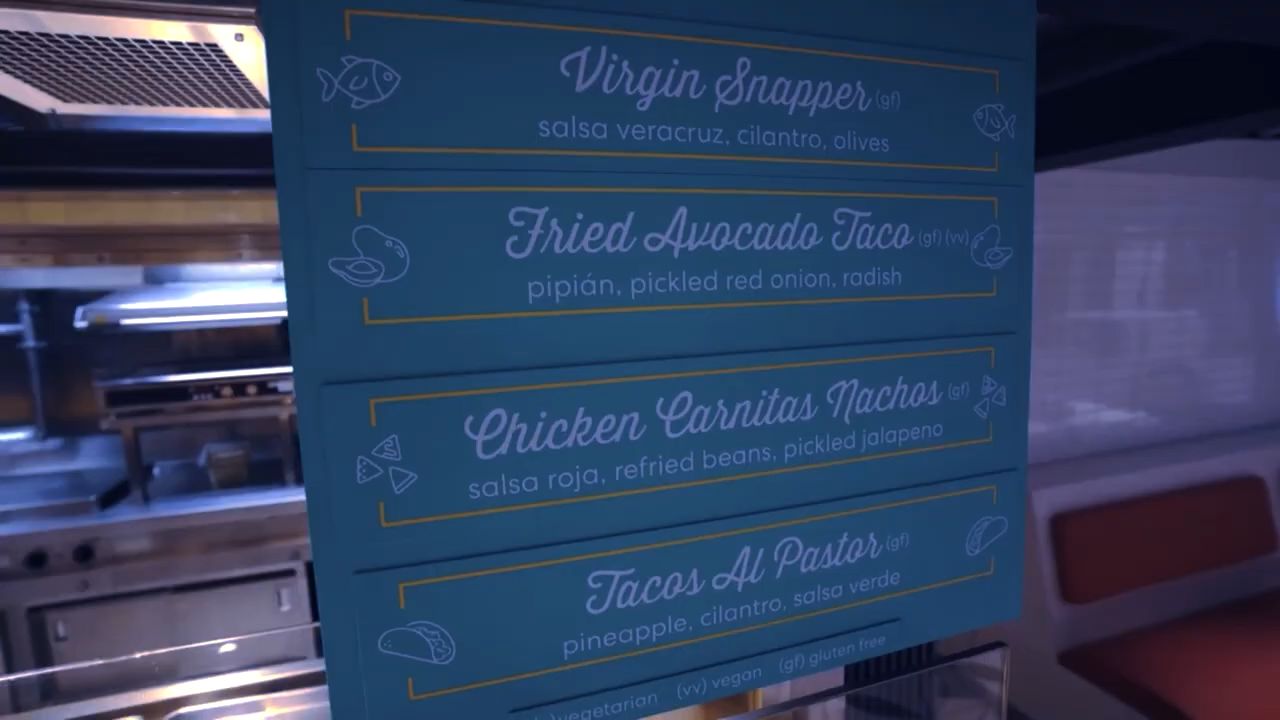 Virgin Snapper (gf)
salsa veracruz, cilantro, olives
Fried Avocado Taco (gf) (vv)
pipián, pickled red onion, radish
Chicken Carnitas Nachos (gf)
salsa roja, refried beans, pickled jalapeno
Tacos Al Pastor (gf)
pineapple, cilantro, salsa verde
vegetarian (vv) vegan (gf) gluten free